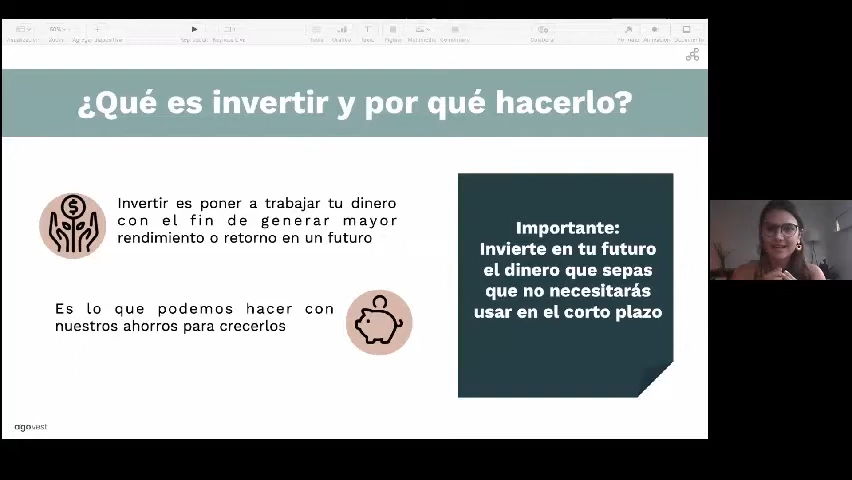 60%
¿Qué es invertir y por qué hacerlo?
Invertir es poner a trabajar tu dinero
con el fin de generar mayor
rendimiento o retorno en un futuro
Es lo que podemos hacer con
nuestros ahorros para crecerlos
Importante:
Invierte en tu futuro
el dinero que sepas
que no necesitarás
usar en el corto plazo
agovest